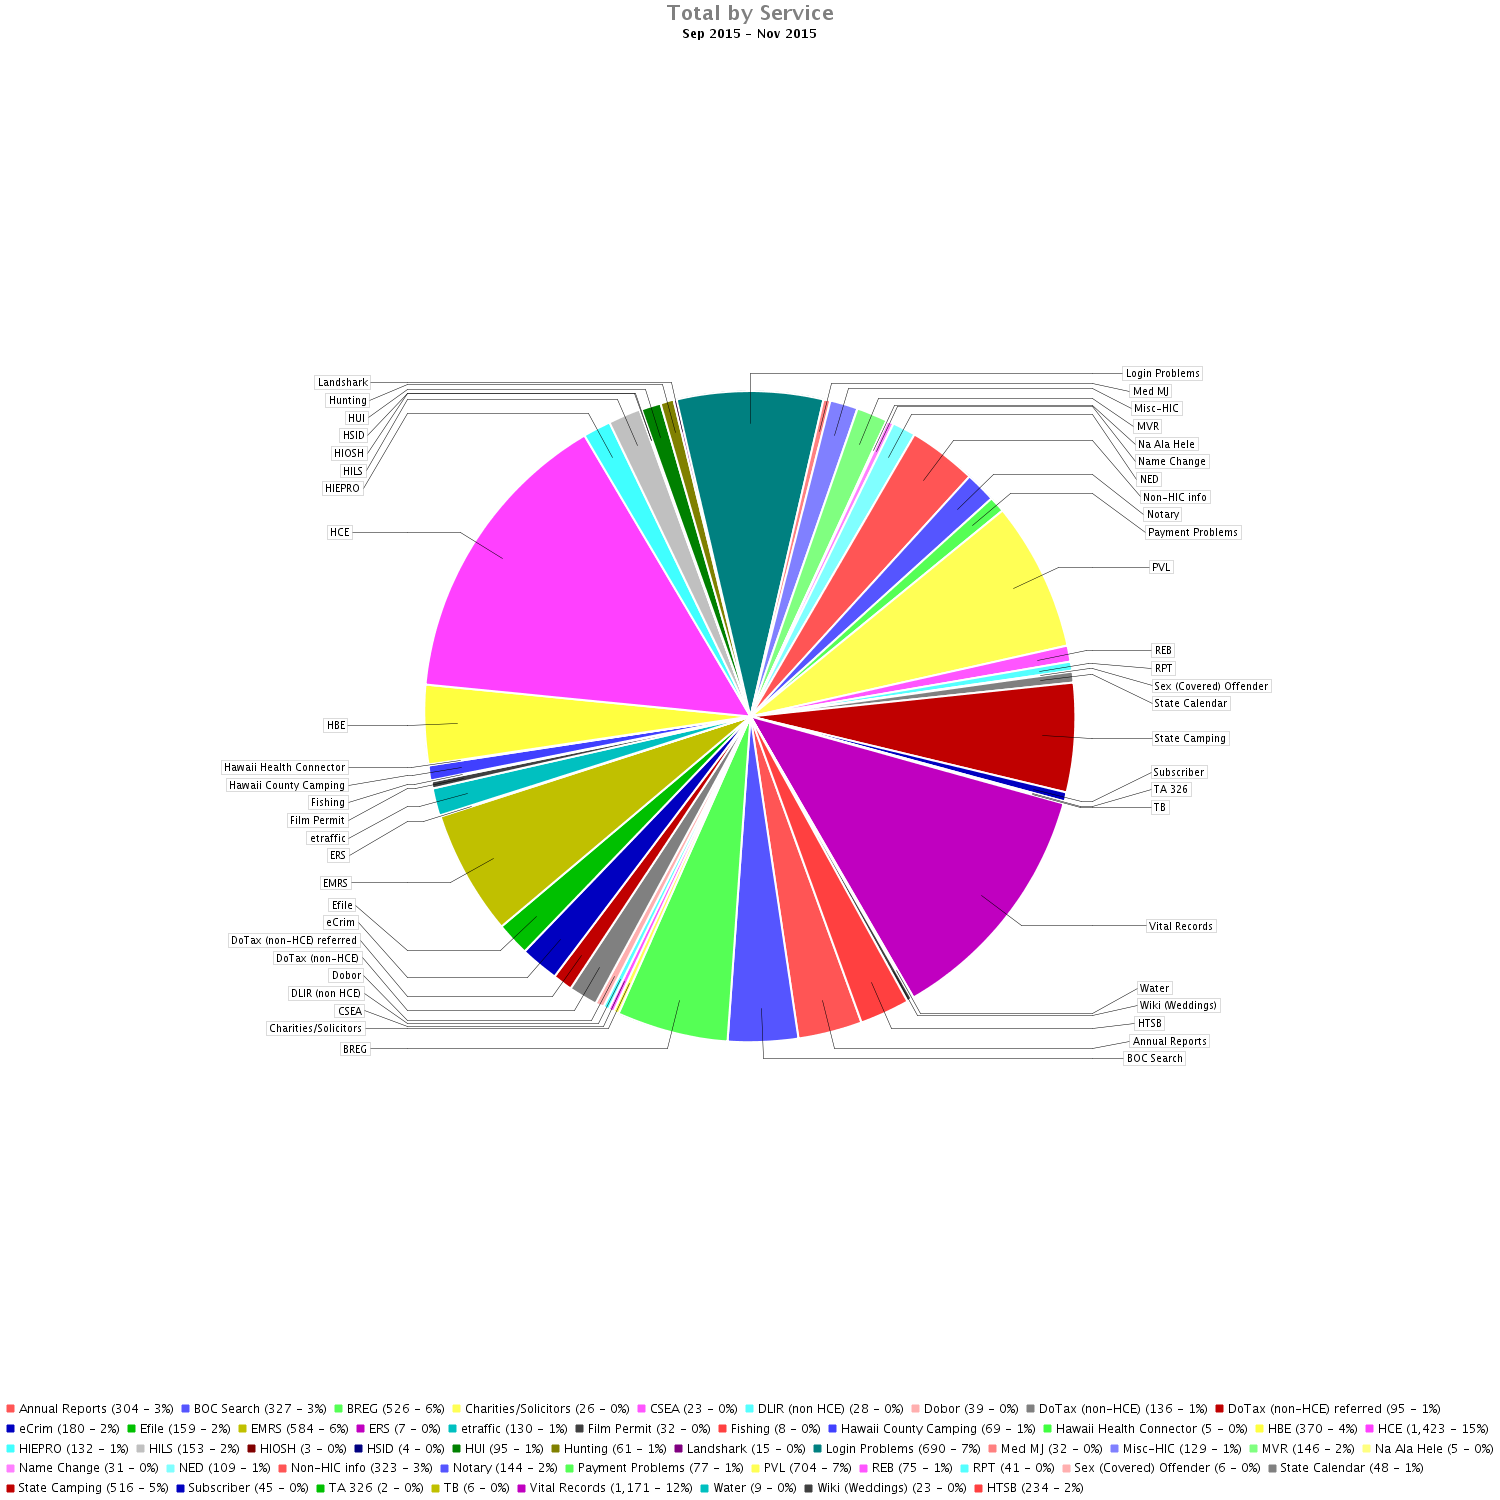 Total by Service
Sep 2015 – Nov 2015
Landshark
Hunting
HUI
HSID
HIOSH
HILS
HIEPRO
HCE
HBE
Hawaii Health Connector
Hawaii County Camping
Fishing
Film Permit
etraffic
ERS
EMRS
Efile
eCrim
DoTax (non–HCE) referred
DoTax (non–HCE)
Dobor
DLIR (non HCE)
CSEA
Charities/Solicitors
BREG
Login Problems
Med MJ
Misc–HIC
MVR
Na Ala Hele
Name Change
NED
Non–HIC info
Notary
Payment Problems
PVL
REB
RPT
Sex (Covered) Offender
State Calendar
State Camping
Subscriber
TA 326
TB
Vital Records
Water
Wiki (Weddings)
HTSB
Annual Reports
BOC Search
Annual Reports (304 – 3%) BOC Search (327 – 3%) BREG (526 – 6%) Charities/Solicitors (26 – 0%) CSEA (23 – 0%) DLIR (non HCE) (28 – 0%) Dobor (39 – 0%) DoTax (non–HCE) (136 – 1%) DoTax (non–HCE) referred (95 – 1%)
eCrim (180 – 2%) Efile (159 – 2%) EMRS (584 – 6%) ERS (7 – 0%) etraffic (130 – 1%) Film Permit (32 – 0%) Fishing (8 – 0%) Hawaii County Camping (69 – 1%) Hawaii Health Connector (5 – 0%) HBE (370 – 4%) HCE (1,423 – 15%)
HIEPRO (132 – 1%) HILS (153 – 2%) HIOSH (3 – 0%) HSID (4 – 0%) HUI (95 – 1%) Hunting (61 – 1%) Landshark (15 – 0%) Login Problems (690 – 7%) Med MJ (32 – 0%) Misc–HIC (129 – 1%) MVR (146 – 2%) Na Ala Hele (5 – 0%)
Name Change (31 – 0%) NED (109 – 1%) Non–HIC info (323 – 3%) Notary (144 – 2%) Payment Problems (77 – 1%) PVL (704 – 7%) REB (75 – 1%) RPT (41 – 0%) Sex (Covered) Offender (6 – 0%) State Calendar (48 – 1%)
State Camping (516 – 5%) Subscriber (45 – 0%) TA 326 (2 – 0%) TB (6 – 0%) Vital Records (1,171 – 12%) Water (9 – 0%) Wiki (Weddings) (23 – 0%) HTSB (234 – 2%)